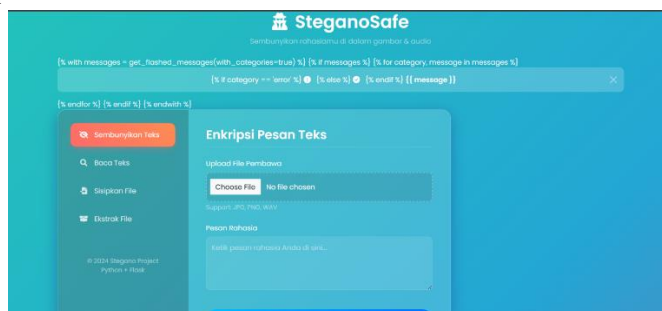 SteganoSafe
Sembunyikan rahasiamu di dalam gambar & audio
{% with messages = get_flashed_messages(with_categories=true) %} {% if messages %} {% for category, message in messages %}
{% if category == 'error' %} {% else %} {% endif %} {{ message }}
{% endfor %} {% endif %} {% endwith %}
Sembunyikan Teks
Baca Teks
Sisipkan File
Ekstrak File
© 2024 Stegano Project
Python + Flask
Enkripsi Pesan Teks
Upload File Pembawa
Choose File No file chosen
Support: JPG, PNG, WAV
Pesan Rahasia
Ketik pesan rahasia Anda di sini...